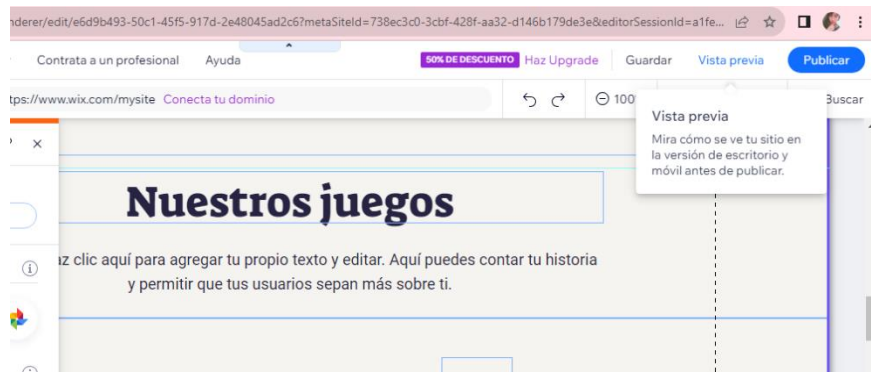 nderer/edit/e6d9b493-50c1-45f5-917d-2e48045ad2c6?metaSiteId=738ec3c0-3cbf-428f-aa32-d146b179de3e&editorSessionId=a1fe...
Contrata a un profesional Ayuda 50% DE DESCUENTO Haz Upgrade Guardar Vista previa Publicar
tps://www.wix.com/mysite Conecta tu dominio 100 Buscar
Vista previa
Mira cómo se ve tu sitio en
la versión de escritorio y
móvil antes de publicar.
Nuestros juegos
az clic aquí para agregar tu propio texto y editar. Aquí puedes contar tu historia
y permitir que tus usuarios sepan más sobre ti.